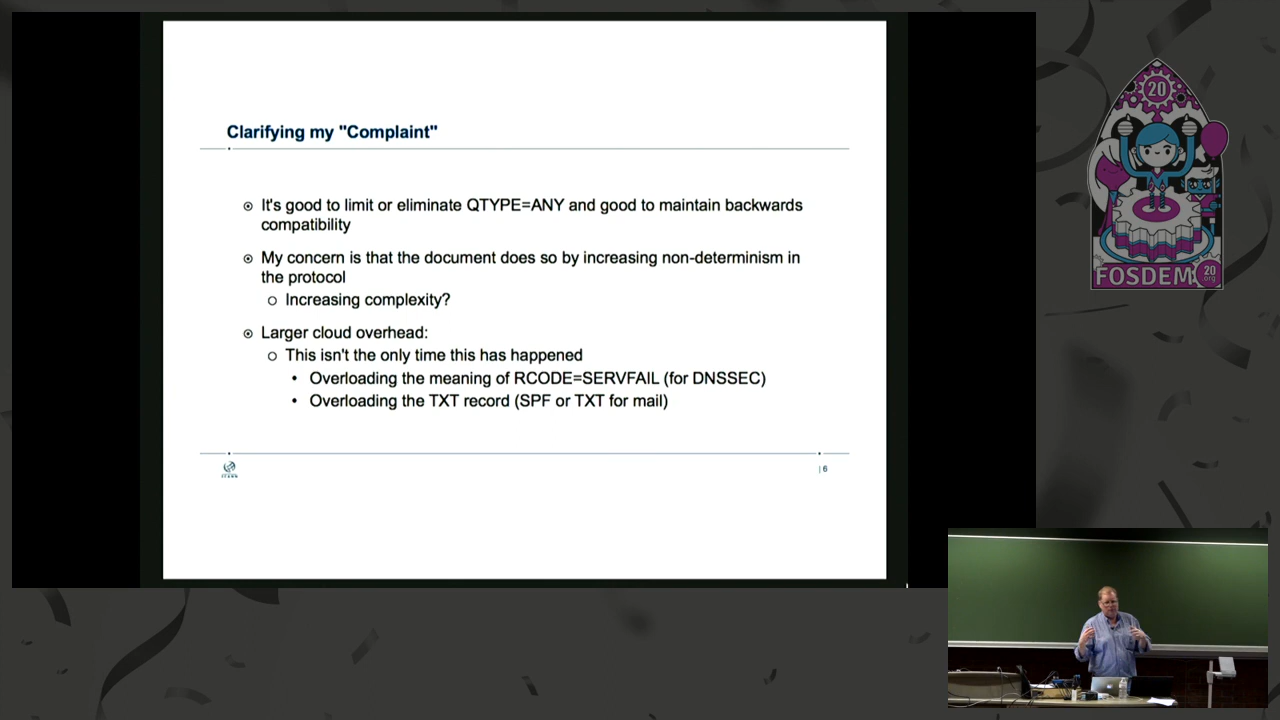 Clarifying my "Complaint"
It's good to limit or eliminate QTYPE=ANY and good to maintain backwards
compatibility
My concern is that the document does so by increasing non-determinism in
the protocol
Increasing complexity?
Larger cloud overhead:
This isn't the only time this has happened
Overloading the meaning of RCODE=SERVFAIL (for DNSSEC)
Overloading the TXT record (SPF or TXT for mail)
| 6
20
FOSDEM
20
.org